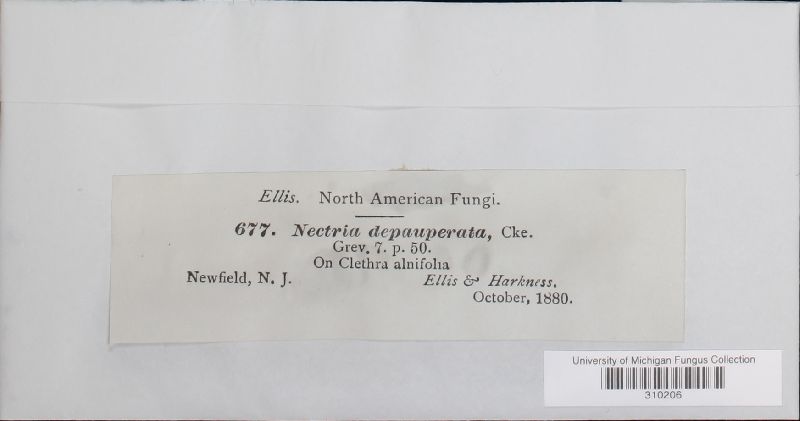 Ellis. North American Fungi.
677. Nectria depauperata, Cke.
Grev. 7. p. 50.
On Clethra alnifolia
Newfield, N. J. Ellis & Harkness.
October, 1880.
University of Michigan Fungus Collection
310206